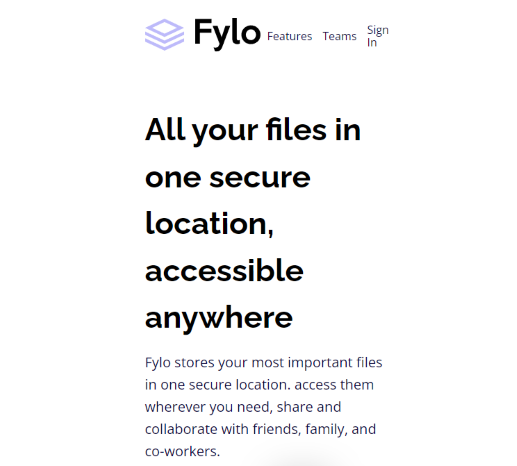 Fylo Features Teams Sign In
All your files in
one secure
location,
accessible
anywhere
Fylo stores your most important files
in one secure location. access them
wherever you need, share and
collaborate with friends, family, and
co-workers.